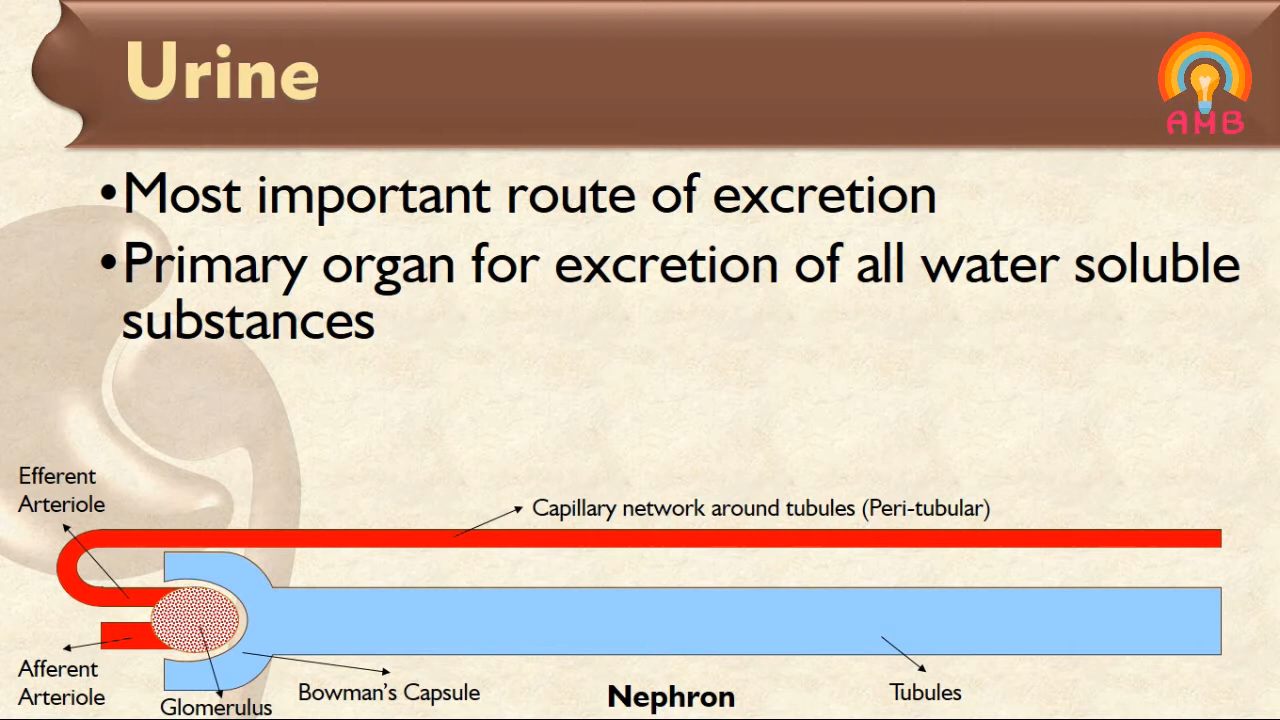 Urine
AMB
•Most important route of excretion
•Primary organ for excretion of all water soluble
substances
Efferent
Arteriole
Capillary network around tubules (Peri-tubular)
Afferent
Arteriole
Glomerulus
Bowman's Capsule
Nephron
Tubules